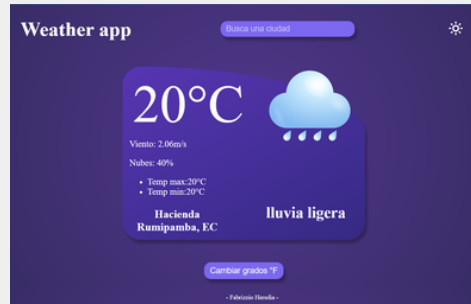 Weather app
Busca una ciudad
20°C
Viento: 2.06m/s
Nubes: 40%
Temp max:20°C
Temp min:20°C
Hacienda
Rumipamba, EC
lluvia ligera
Cambiar grados °F
- Fabrizzio Heredia -